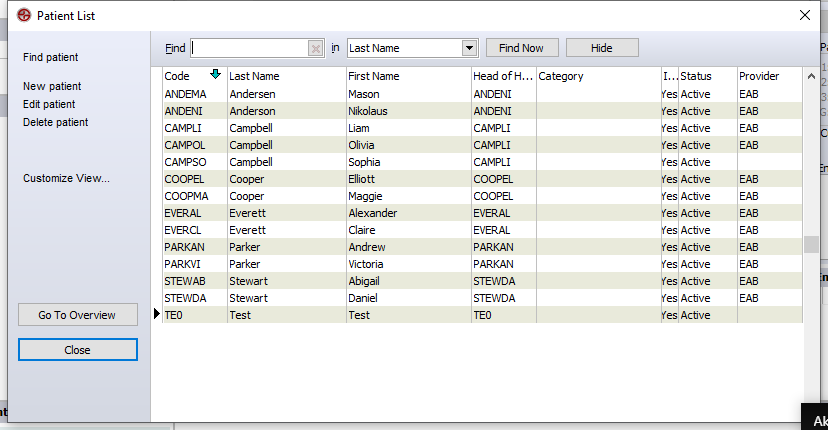 Patient List
Find patient
New patient
Edit patient
Delete patient
Customize View...
Go To Overview
Close
Find in Last Name Find Now Hide
Code Last Name First Name Head of H... Category I... Status Provider
ANDEMA Andersen Mason ANDENI Yes Active EAB
ANDENI Anderson Nikolaus ANDENI Yes Active EAB
CAMPLI Campbell Liam CAMPLI Yes Active EAB
CAMPOL Campbell Olivia CAMPLI Yes Active EAB
CAMPSO Campbell Sophia CAMPLI Yes Active
COOPEL Cooper Elliott COOPEL Yes Active EAB
COOPMA Cooper Maggie COOPEL Yes Active EAB
EVERAL Everett Alexander EVERAL Yes Active EAB
EVERCL Everett Claire EVERAL Yes Active EAB
PARKAN Parker Andrew PARKAN Yes Active EAB
PARKVI Parker Victoria PARKAN Yes Active EAB
STEWAB Stewart Abigail STEWDA Yes Active EAB
STEWDA Stewart Daniel STEWDA Yes Active EAB
TE0 Test Test TE0 Yes Active